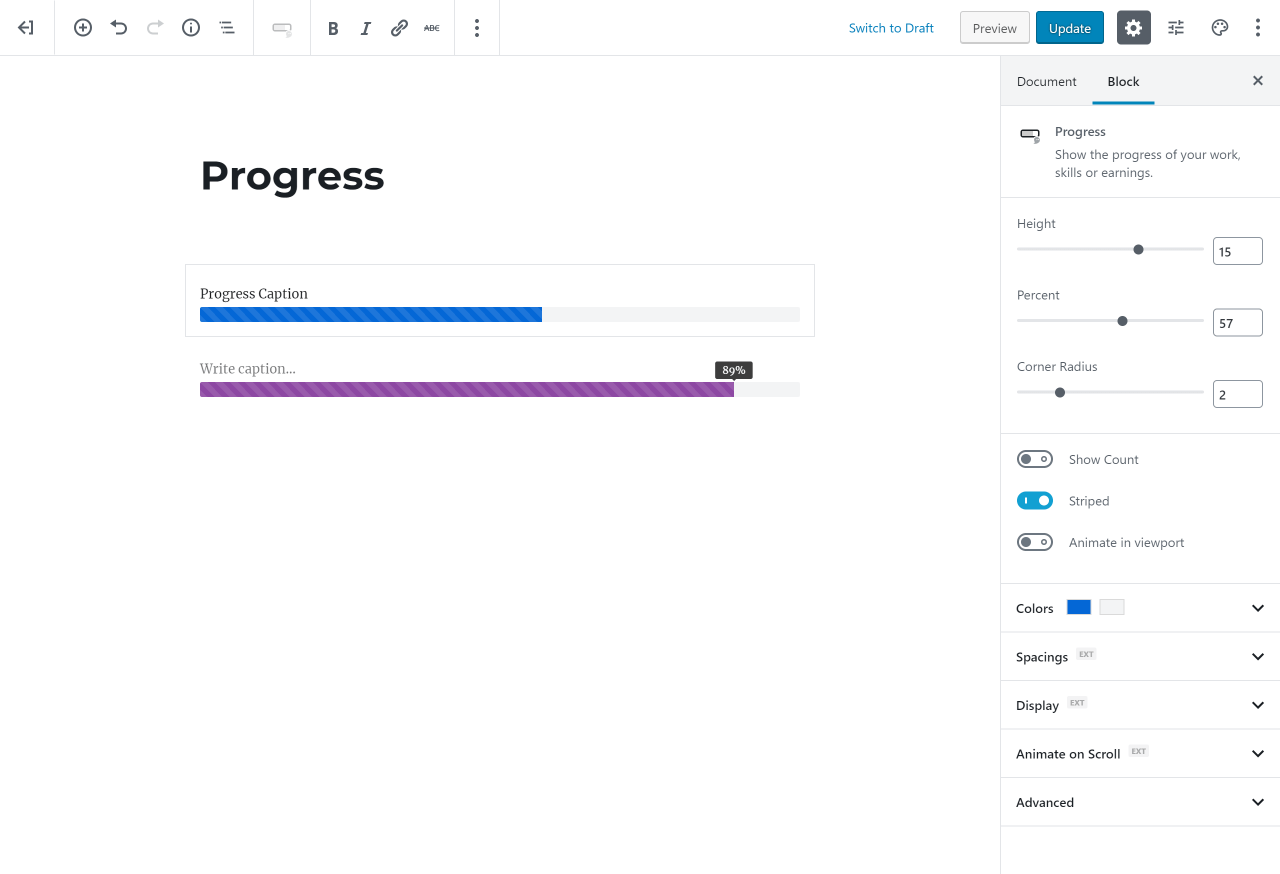 B I ABC
Switch to Draft Preview Update
Document Block
Progress
Show the progress of your work,
skills or earnings.
Progress
Height
15
Progress Caption
Percent
57
Write caption...
89%
Corner Radius
2
Show Count
Striped
Animate in viewport
Colors
Spacings EXT
Display EXT
Animate on Scroll EXT
Advanced